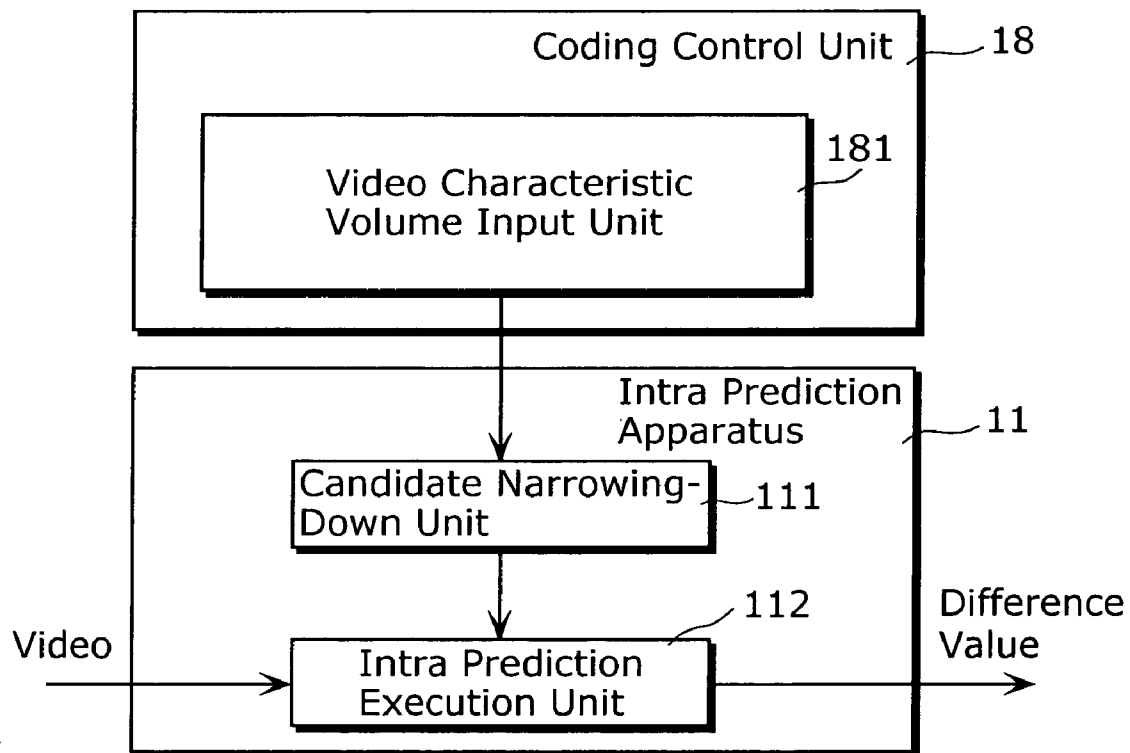 Coding Control Unit
18
Video Characteristic
Volume Input Unit
181
Intra Prediction
Apparatus
11
Candidate Narrowing-
Down Unit
111
112
Video
Intra Prediction
Execution Unit
Difference
Value